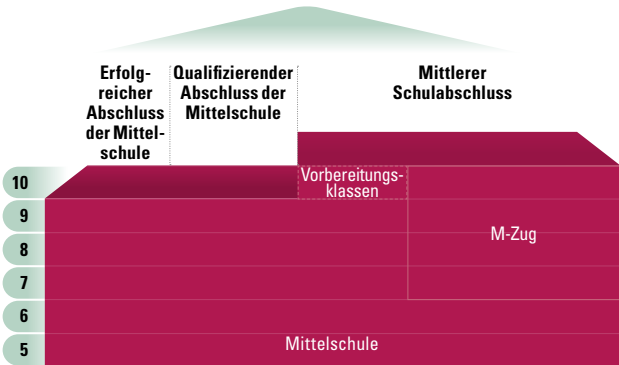 Erfolg-
reicher
Abschluss
der Mittel-
schule
Qualifizierender
Abschluss der
Mittelschule
Mittlerer
Schulabschluss
10
Vorbereitungs-
klassen
9
8
M-Zug
7
6
5
Mittelschule